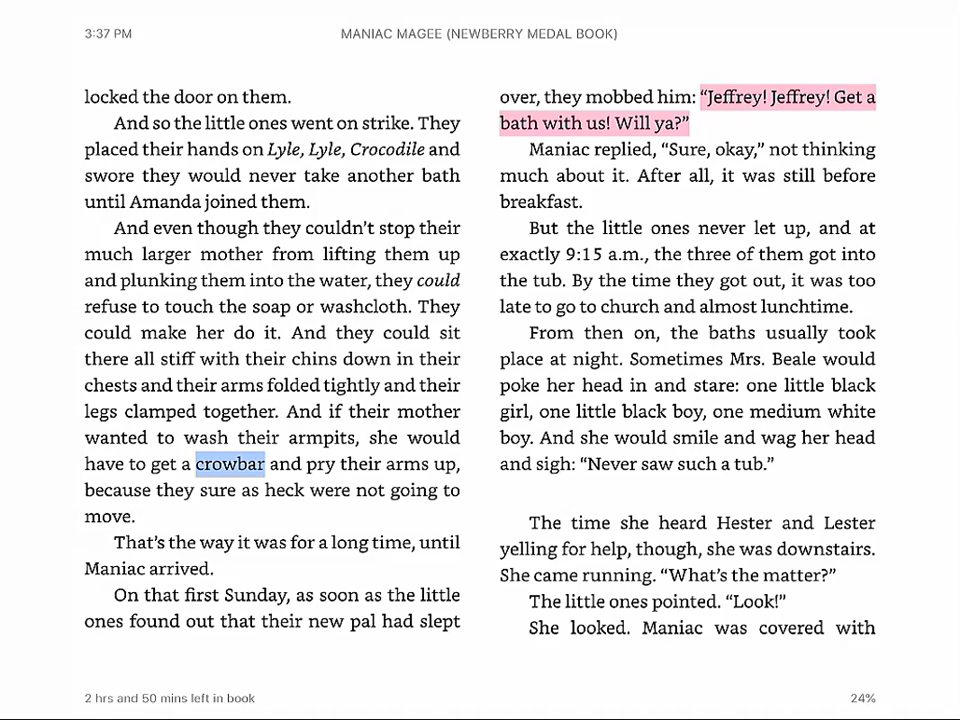 3:37 PM
MANIAC MAGEE (NEWBERRY MEDAL BOOK)
locked the door on them.
And so the little ones went on strike. They
placed their hands on Lyle, Lyle, Crocodile and
swore they would never take another bath
until Amanda joined them.
And even though they couldn’t stop their
much larger mother from lifting them up
and plunking them into the water, they could
refuse to touch the soap or washcloth. They
could make her do it. And they could sit
there all stiff with their chins down in their
chests and their arms folded tightly and their
legs clamped together. And if their mother
wanted to wash their armpits, she would
have to get a crowbar and pry their arms up,
because they sure as heck were not going to
move.
That’s the way it was for a long time, until
Maniac arrived.
On that first Sunday, as soon as the little
ones found out that their new pal had slept
over, they mobbed him: “Jeffrey! Jeffrey! Get a
bath with us! Will ya?”
Maniac replied, “Sure, okay,” not thinking
much about it. After all, it was still before
breakfast.
But the little ones never let up, and at
exactly 9:15 a.m., the three of them got into
the tub. By the time they got out, it was too
late to go to church and almost lunchtime.
From then on, the baths usually took
place at night. Sometimes Mrs. Beale would
poke her head in and stare: one little black
girl, one little black boy, one medium white
boy. And she would smile and wag her head
and sigh: “Never saw such a tub.”
The time she heard Hester and Lester
yelling for help, though, she was downstairs.
She came running. “What’s the matter?”
The little ones pointed. “Look!”
She looked. Maniac was covered with
2 hrs and 50 mins left in book
24%